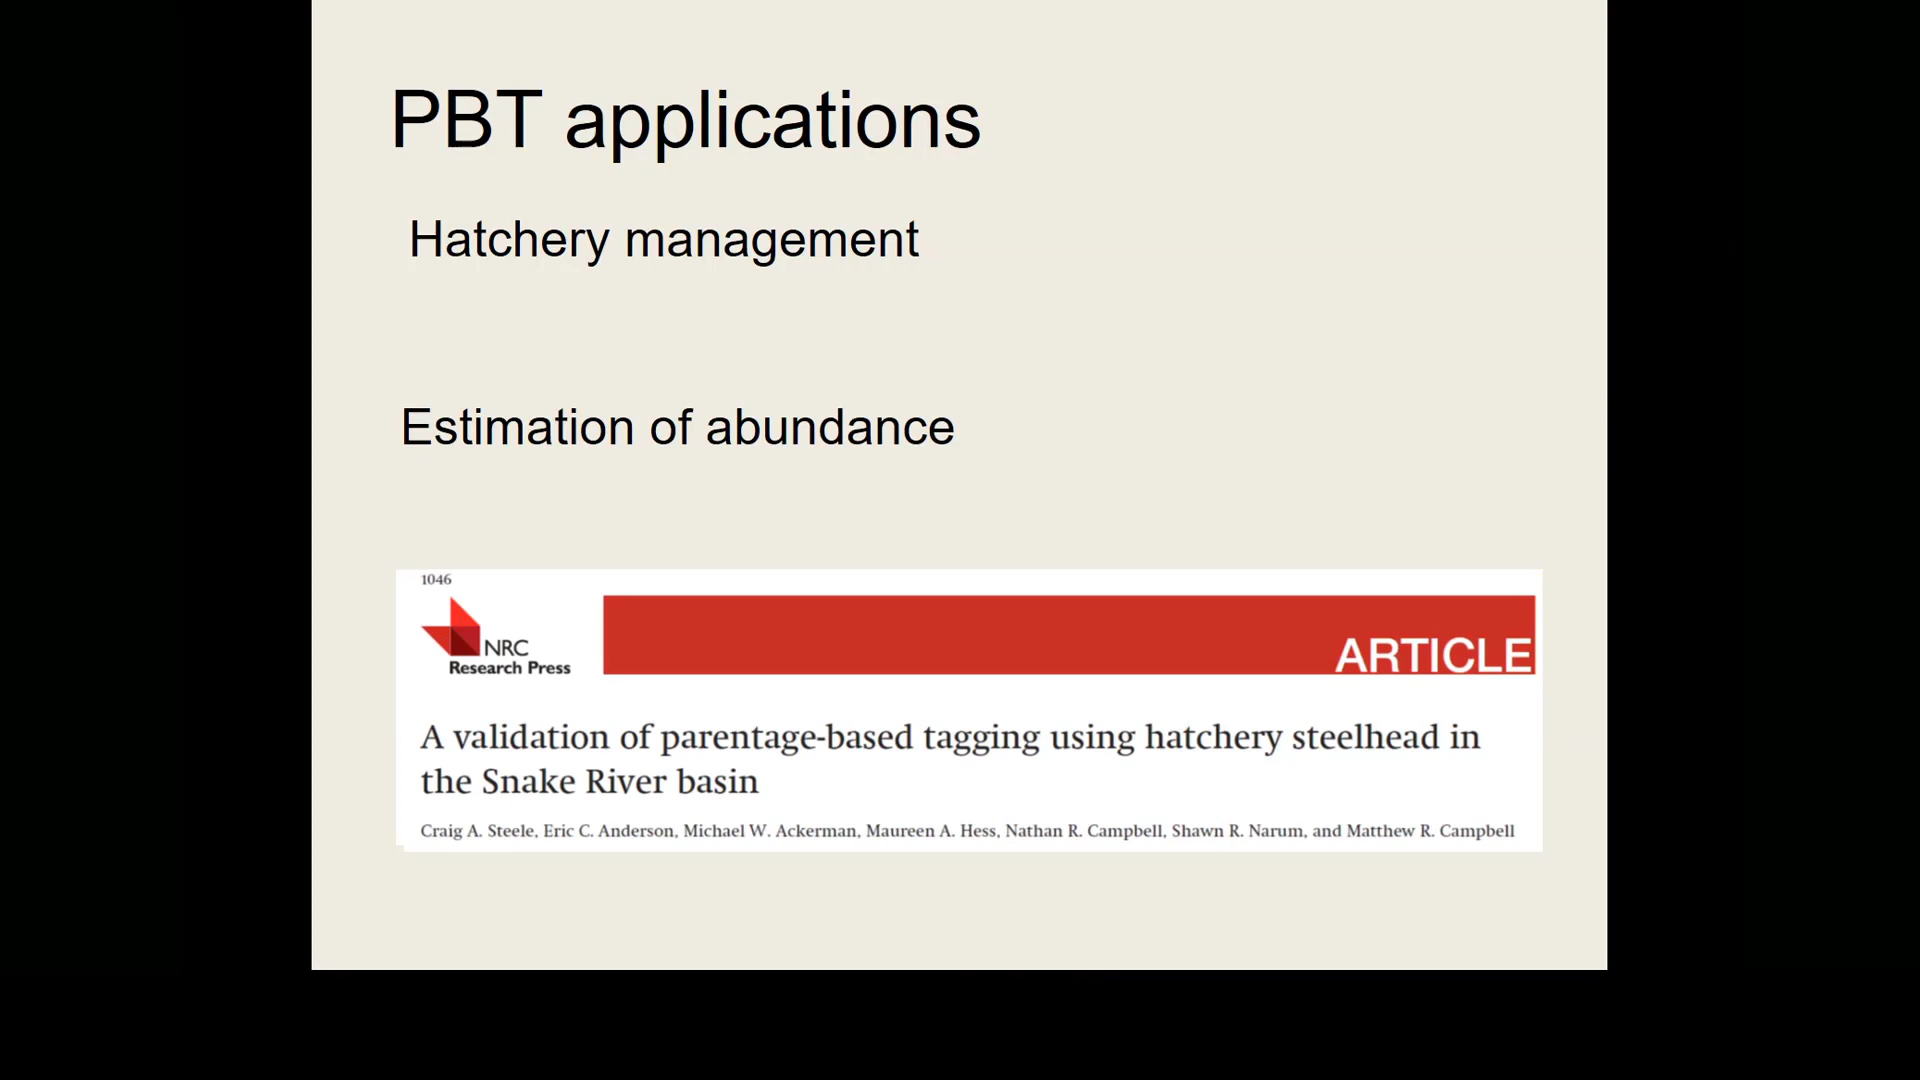 PBT applications
Hatchery management
Estimation of abundance
1046
NRC
Research Press
ARTICLE
A validation of parentage-based tagging using hatchery steelhead in
the Snake River basin
Craig A. Steele, Eric C. Anderson, Michael W. Ackerman, Maureen A. Hess, Nathan R. Campbell, Shawn R. Narum, and Matthew R. Campbell